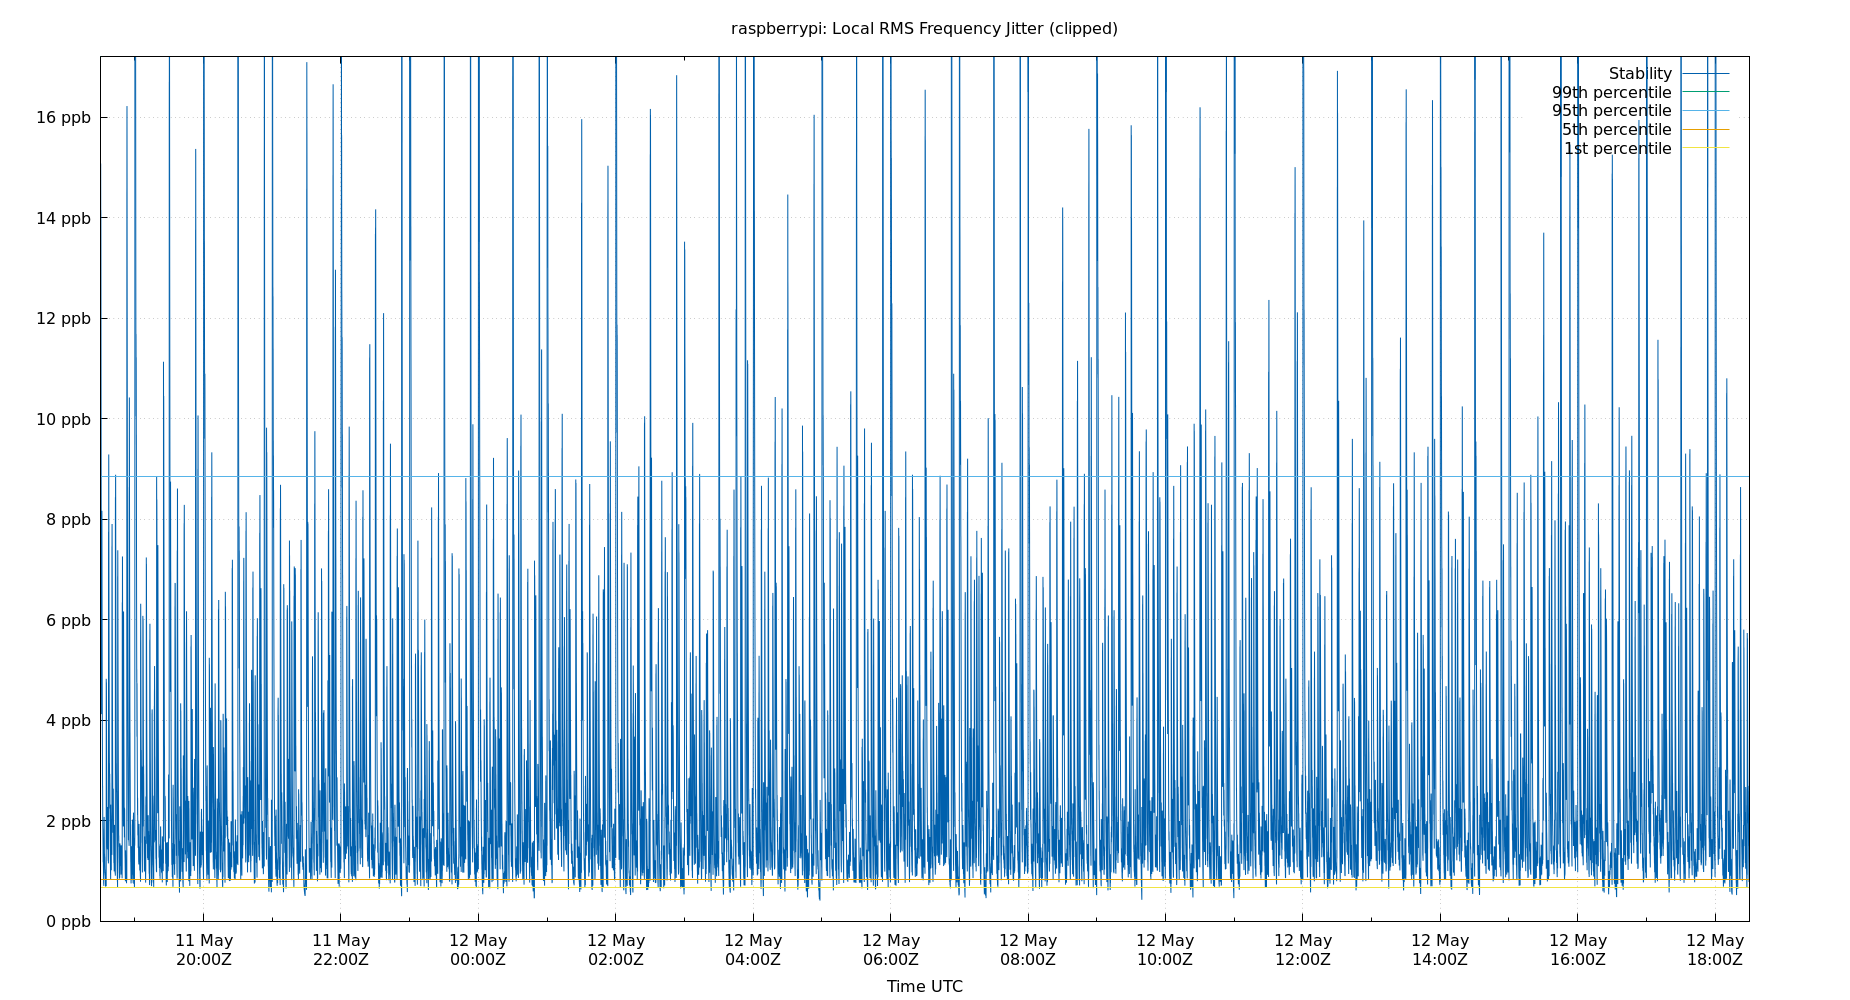 raspberrypi: Local RMS Frequency Jitter (clipped)
Stability
99th percentile
95th percentile
5th percentile
1st percentile
16 ppb
14 ppb
12 ppb
10 ppb
8 ppb
6 ppb
4 ppb
2 ppb
0 ppb
11 May 11 May 12 May 12 May 12 May 12 May 12 May 12 May 12 May 12 May 12 May 12 May
20:00Z 22:00Z 00:00Z 02:00Z 04:00Z 06:00Z 08:00Z 10:00Z 12:00Z 14:00Z 16:00Z 18:00Z
Time UTC